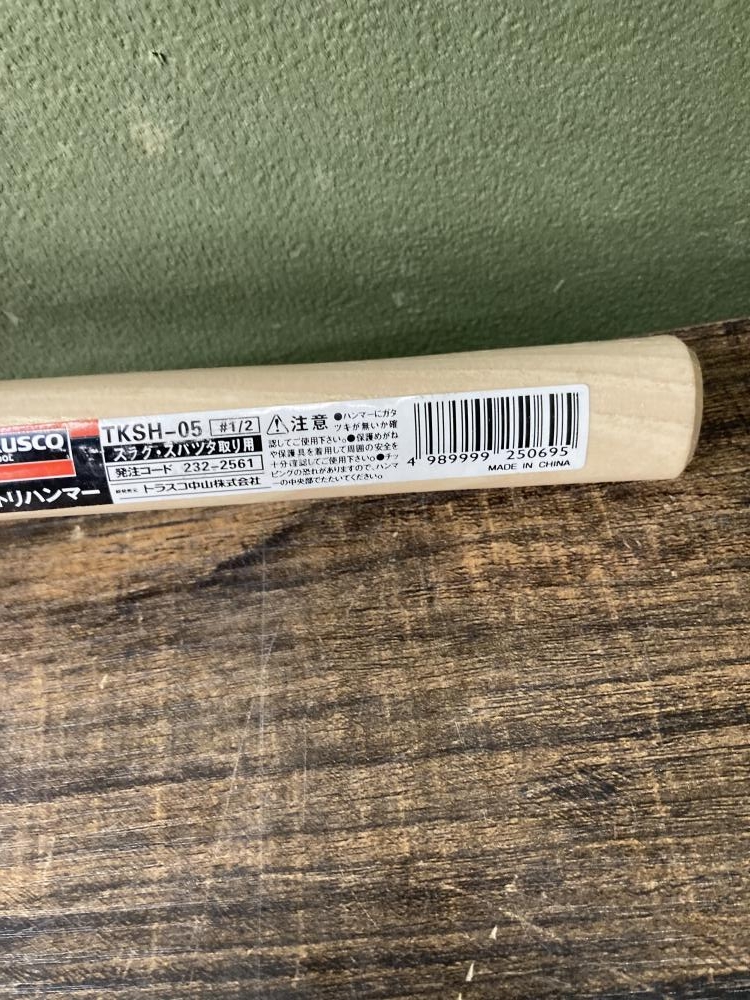 USCO
OOL
トリハンマー
TKSH-05 #1/2
スラグ・スパッタ取り用
発注コード 232-2561
トラスコ中山株式会社
注意 ●ハンマーにガタ
ツキが無いか確
認してご使用下さい。●保護めがね
や保護具を着用して周囲の安全を
十分確認してご使用下さい。●チッ
ピングの恐れがありますので、ハンマ
ーの中央部でたたいてください。
4 989999 250695
MADE IN CHINA